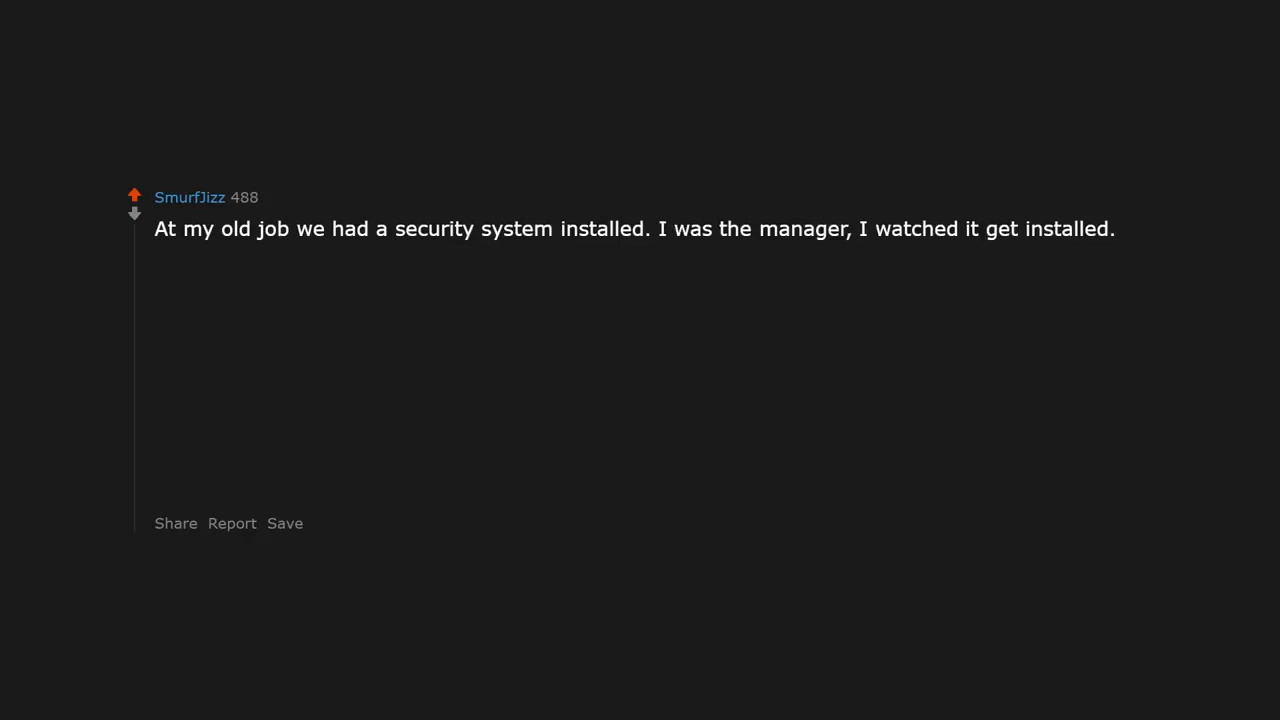 SmurfJizz 488
At my old job we had a security system installed. I was the manager, I watched it get installed.
Share Report Save